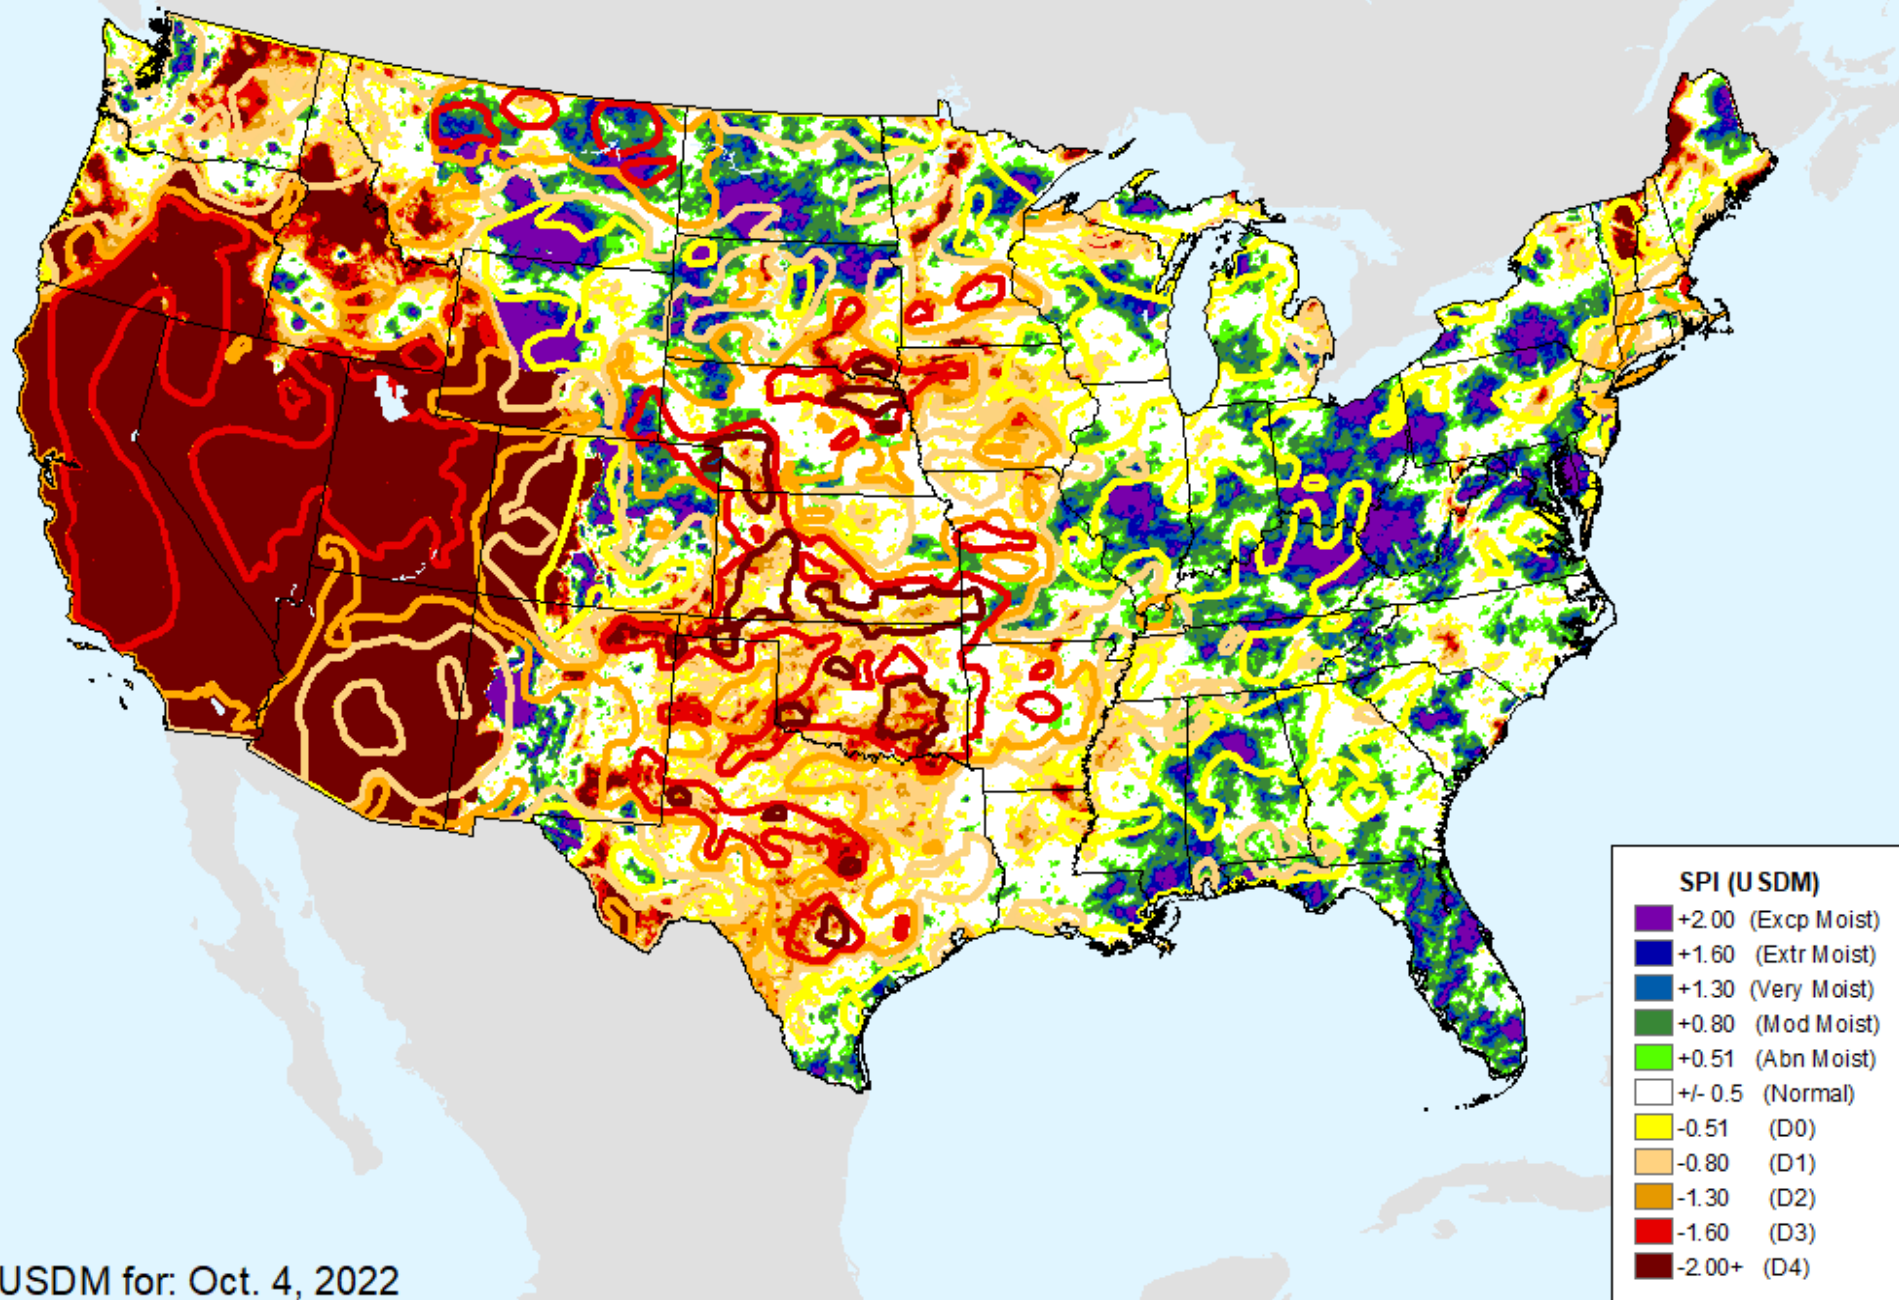 SPI (USDM)
+2.00 (Excp Moist)
+1.60 (Extr Moist)
+1.30 (Very Moist)
+0.80 (Mod Moist)
+0.51 (Abn Moist)
+/- 0.5 (Normal)
-0.51 (D0)
-0.80 (D1)
-1.30 (D2)
-1.60 (D3)
-2.00+ (D4)
USDM for: Oct. 4, 2022